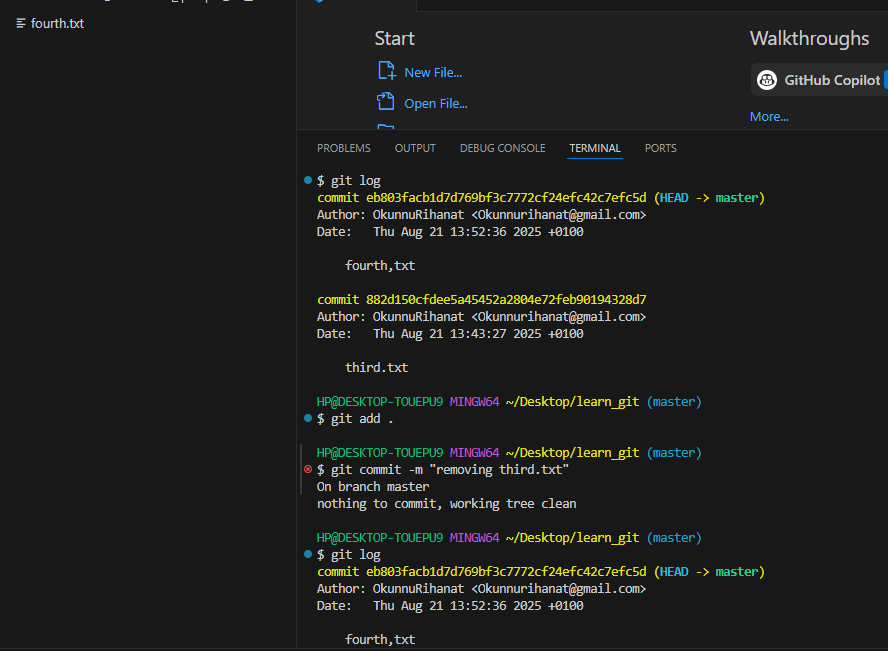 fourth.txt
Start
New File...
Open File...
Walkthroughs
GitHub Copilot
More...
PROBLEMS OUTPUT DEBUG CONSOLE TERMINAL PORTS
$ git log
commit eb803facb1d7d769bf3c7772cf24efc42c7efc5d (HEAD -> master)
Author: OkunnuRihanat <Okunnurihanat@gmail.com>
Date:   Thu Aug 21 13:52:36 2025 +0100
fourth,txt
commit 882d150cfdee5a45452a2804e72feb90194328d7
Author: OkunnuRihanat <Okunnurihanat@gmail.com>
Date:   Thu Aug 21 13:43:27 2025 +0100
third.txt
HP@DESKTOP-TOUEPU9 MINGW64 ~/Desktop/learn_git (master)
$ git add .
HP@DESKTOP-TOUEPU9 MINGW64 ~/Desktop/learn_git (master)
$ git commit -m "removing third.txt"
On branch master
nothing to commit, working tree clean
HP@DESKTOP-TOUEPU9 MINGW64 ~/Desktop/learn_git (master)
$ git log
commit eb803facb1d7d769bf3c7772cf24efc42c7efc5d (HEAD -> master)
Author: OkunnuRihanat <Okunnurihanat@gmail.com>
Date:   Thu Aug 21 13:52:36 2025 +0100
fourth,txt